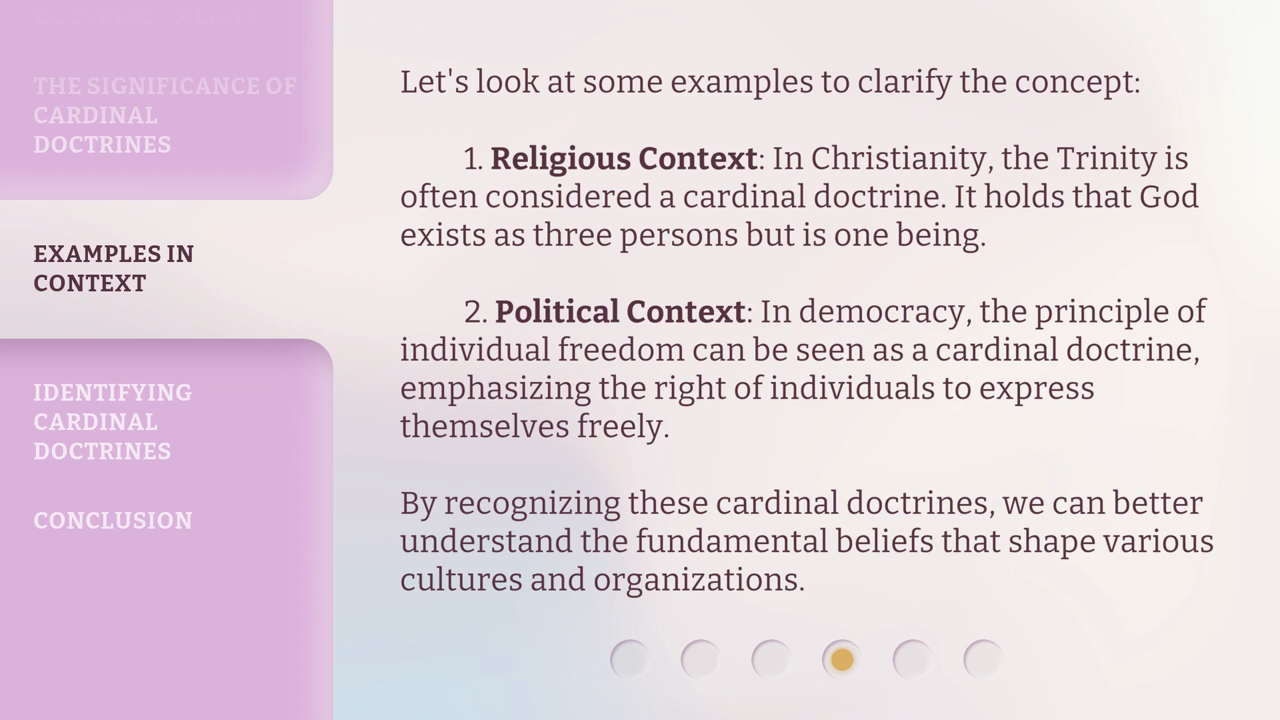 THE SIGNIFICANCE OF
CARDINAL
DOCTRINES
EXAMPLES IN
CONTEXT
IDENTIFYING
CARDINAL
DOCTRINES
CONCLUSION
Let's look at some examples to clarify the concept:
1. Religious Context: In Christianity, the Trinity is
often considered a cardinal doctrine. It holds that God
exists as three persons but is one being.
2. Political Context: In democracy, the principle of
individual freedom can be seen as a cardinal doctrine,
emphasizing the right of individuals to express
themselves freely.
By recognizing these cardinal doctrines, we can better
understand the fundamental beliefs that shape various
cultures and organizations.